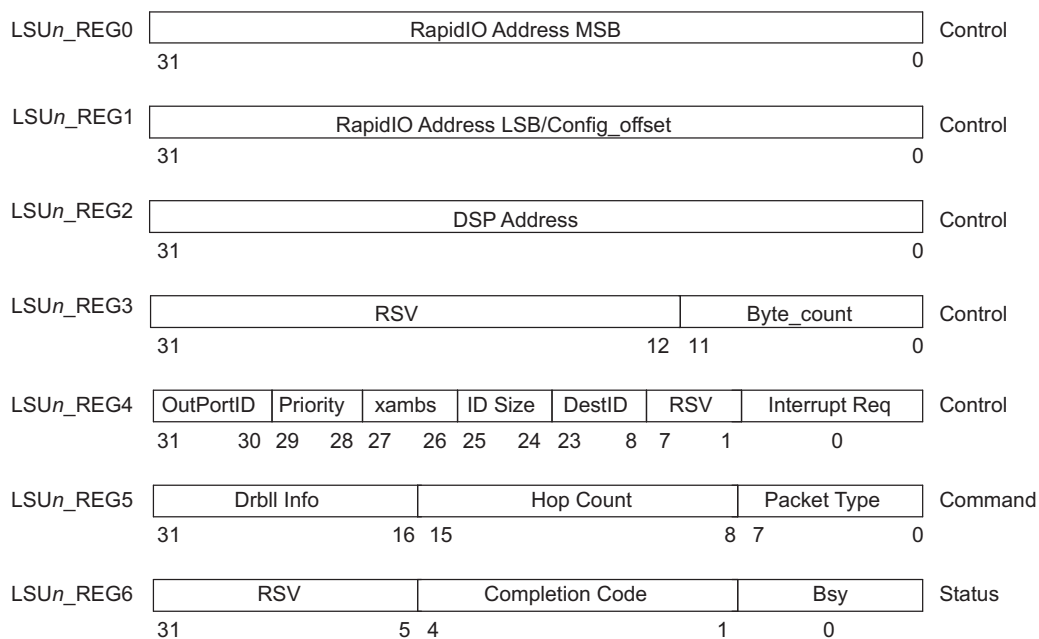 LSUn_REG0 RapidIO Address MSB Control
31 0
LSUn_REG1 RapidIO Address LSB/Config_offset Control
31 0
LSUn_REG2 DSP Address Control
31 0
LSUn_REG3 RSV Byte_count Control
31 12 11 0
LSUn_REG4 OutPortID Priority xambs ID Size DestID RSV Interrupt Req Control
31 30 29 28 27 26 25 24 23 8 7 1 0
LSUn_REG5 Drbll Info Hop Count Packet Type Command
31 16 15 8 7 0
LSUn_REG6 RSV Completion Code Bsy Status
31 5 4 1 0